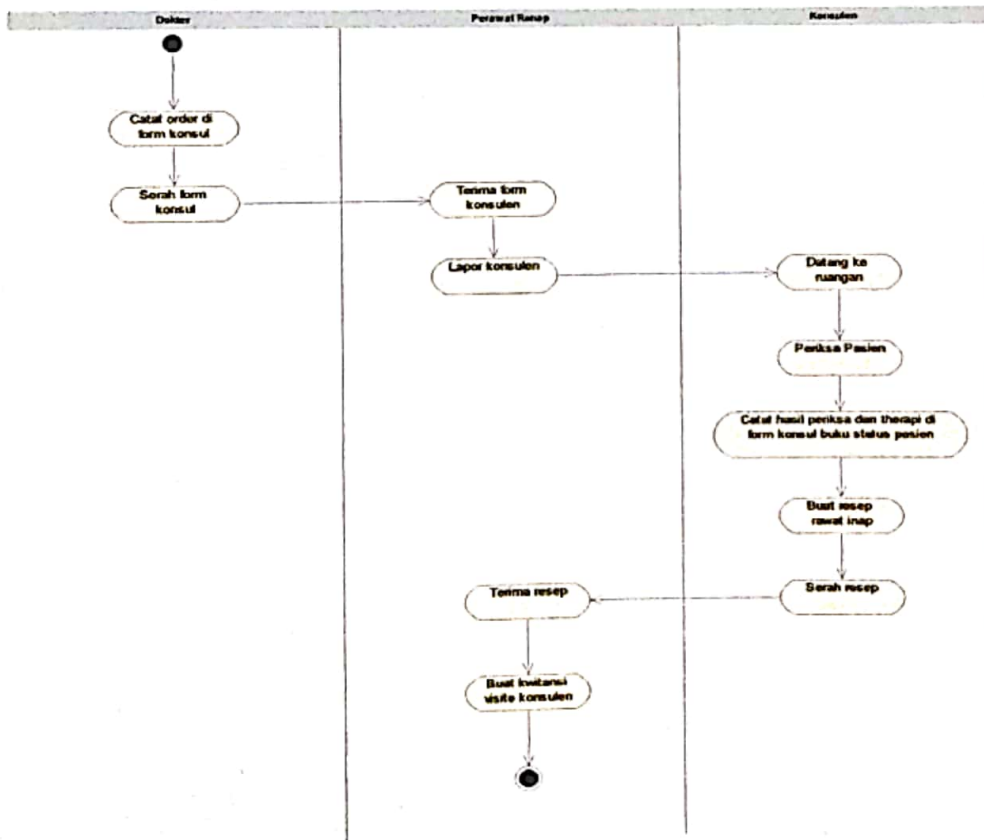 Dokter
Perawat Renap
Konsulen
Catat order di
form konsul
Serah form
konsul
Terima form
konsulen
Lapor konsulen
Datang ke
ruangan
Periksa Pasien
Catat hasil periksa dan therapi di
form konsul buku status pasien
Buat resep
rawat inap
Serah resep
Terima resep
Buat kwitansi
visite konsulen